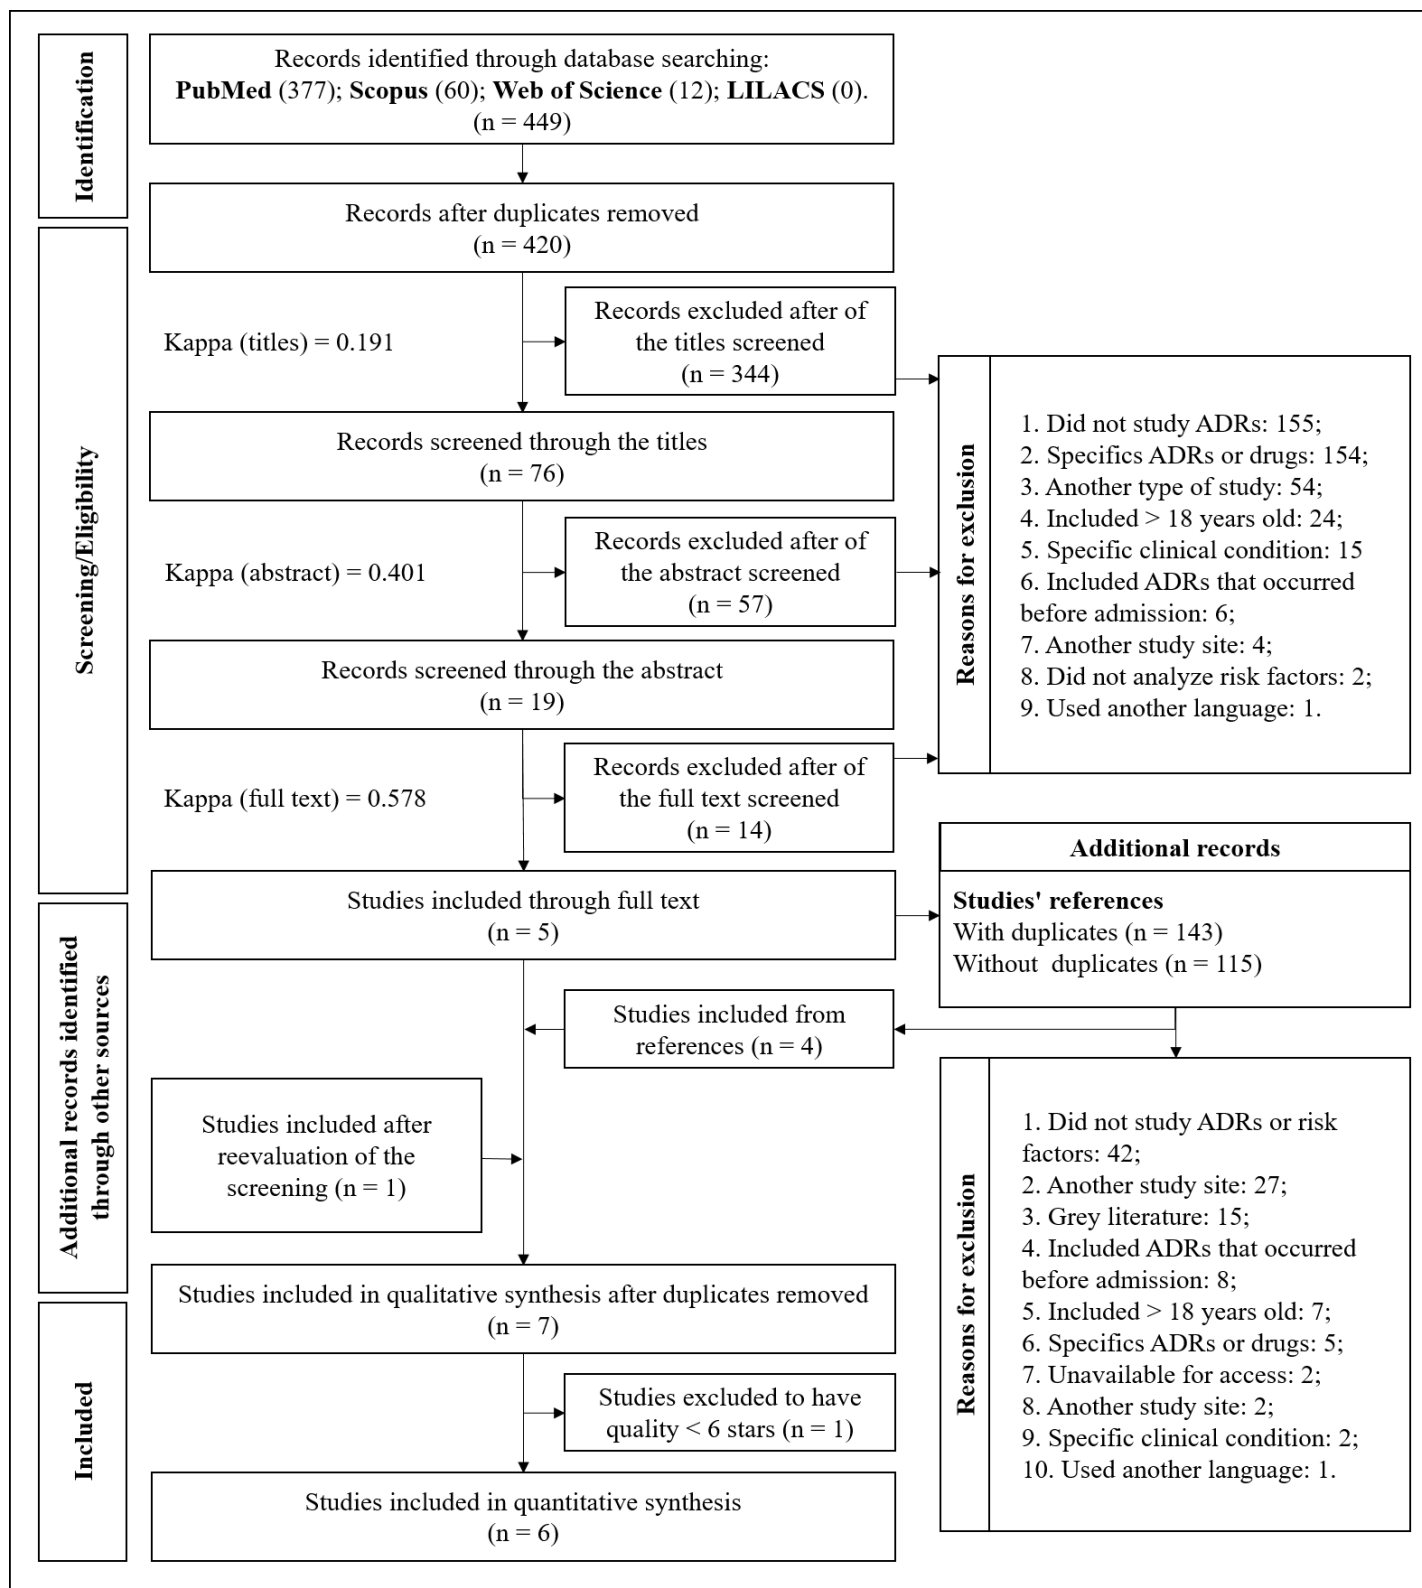 Identification
Records identified through database searching:
PubMed (377); Scopus (60); Web of Science (12); LILACS (0).
(n = 449)
Records after duplicates removed
(n = 420)
Screening/Eligibility
Kappa (titles) = 0.191
Records excluded after of
the titles screened
(n = 344)
Records screened through the titles
(n = 76)
Kappa (abstract) = 0.401
Records excluded after of
the abstract screened
(n = 57)
Records screened through the abstract
(n = 19)
Kappa (full text) = 0.578
Records excluded after of
the full text screened
(n = 14)
Reasons for exclusion
1. Did not study ADRs: 155;
2. Specifics ADRs or drugs: 154;
3. Another type of study: 54;
4. Included > 18 years old: 24;
5. Specific clinical condition: 15
6. Included ADRs that occurred
before admission: 6;
7. Another study site: 4;
8. Did not analyze risk factors: 2;
9. Used another language: 1.
Studies included through full text
(n = 5)
Additional records
Studies' references
With duplicates (n = 143)
Without  duplicates (n = 115)
Additional records identified
through other sources
Studies included from
references (n = 4)
Studies included after
reevaluation of the
screening (n = 1)
Reasons for exclusion
1. Did not study ADRs or risk
factors: 42;
2. Another study site: 27;
3. Grey literature: 15;
4. Included ADRs that occurred
before admission: 8;
5. Included > 18 years old: 7;
6. Specifics ADRs or drugs: 5;
7. Unavailable for access: 2;
8. Another study site: 2;
9. Specific clinical condition: 2;
10. Used another language: 1.
Studies included in qualitative synthesis after duplicates removed
(n = 7)
Included
Studies excluded to have
quality < 6 stars (n = 1)
Studies included in quantitative synthesis
(n = 6)